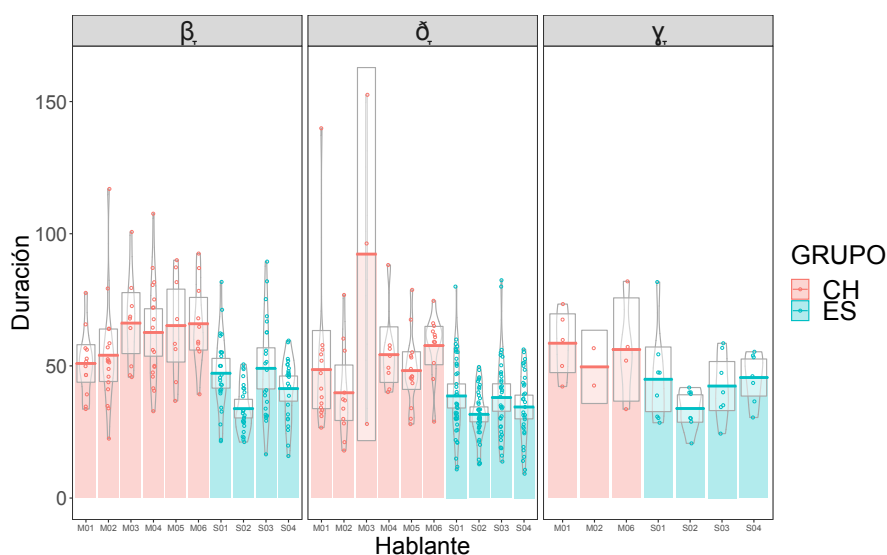 β̞ ð̞ ɣ̞
Duración
150
100
50
0
M01 M02 M03 M04 M05 M06 S01 S02 S03 S04
M01 M02 M03 M04 M05 M06 S01 S02 S03 S04
M01 M02 M06 S01 S02 S03 S04
Hablante
GRUPO
CH
ES